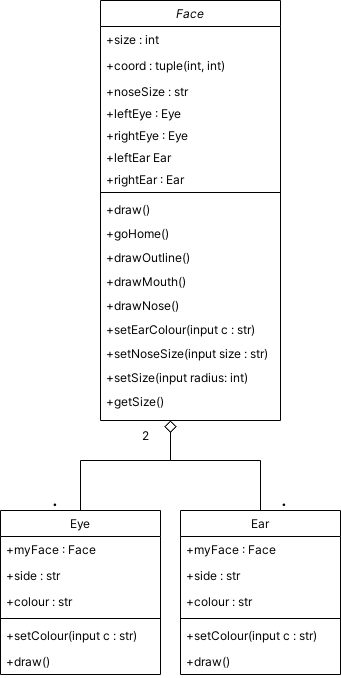 Face
+size : int
+coord : tuple(int, int)
+noseSize : str
+leftEye : Eye
+rightEye : Eye
+leftEar Ear
+rightEar : Ear
+draw()
+goHome()
+drawOutline()
+drawMouth()
+drawNose()
+setEarColour(input c : str)
+setNoseSize(input size : str)
+setSize(input radius: int)
+getSize()
2
Eye
+myFace : Face
+side : str
+colour : str
+setColour(input c : str)
+draw()
Ear
+myFace : Face
+side : str
+colour : str
+setColour(input c : str)
+draw()